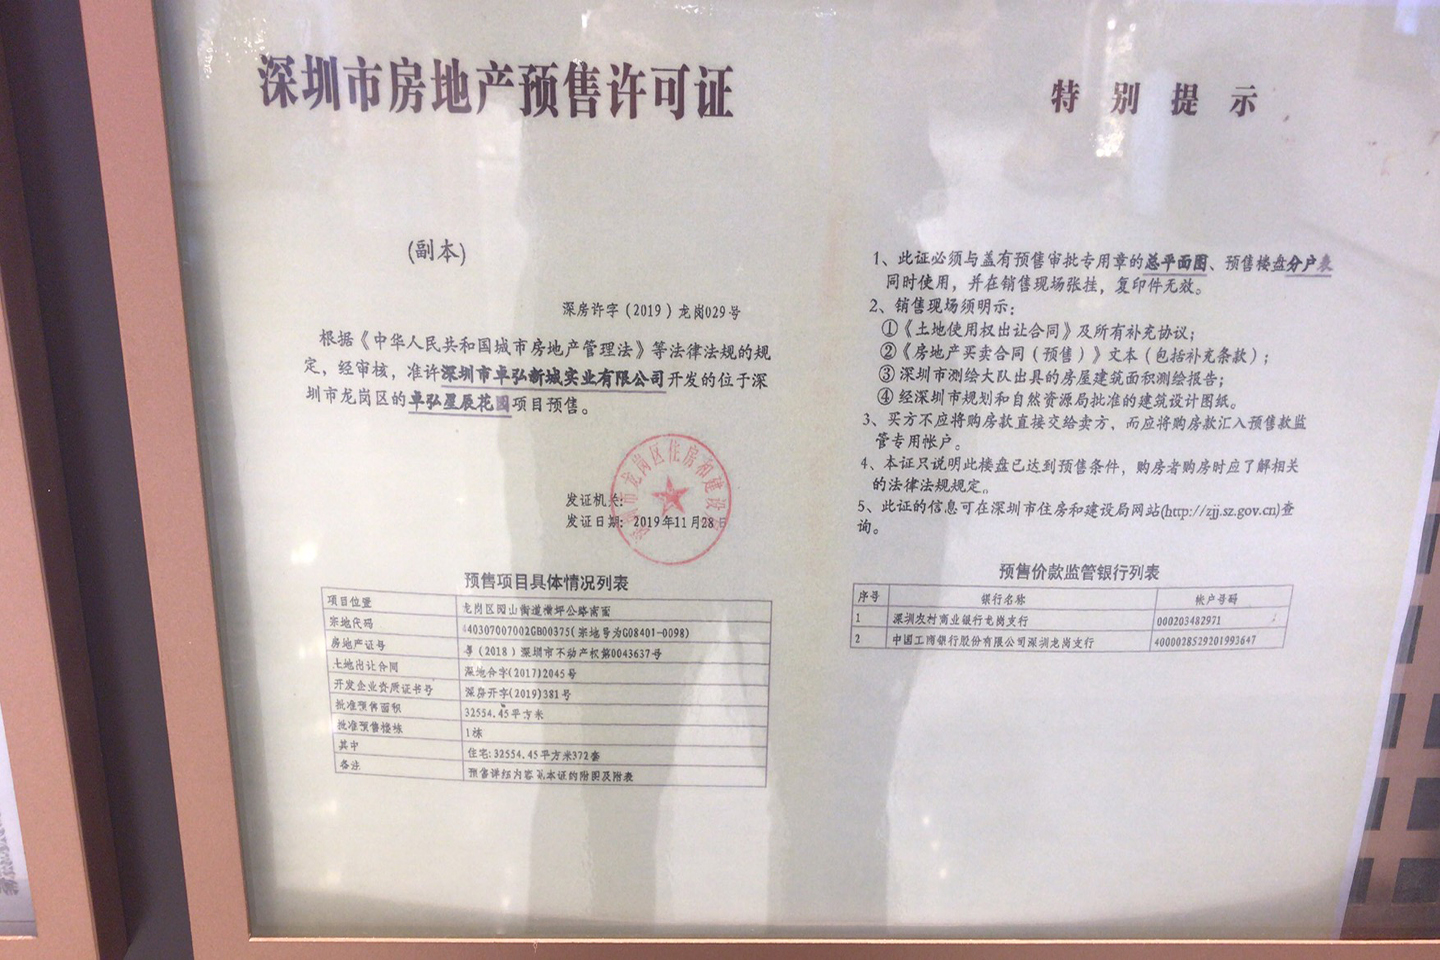 深圳市房地产预售许可证
(副本)
深房许字（2019）龙岗029号
根据《中华人民共和国城市房地产管理法》等法律法规的规
定，经审核，准许深圳市卓弘新城实业有限公司开发的位于深
圳市龙岗区的卓弘星辰花园项目预售。
发证机关:
发证日期: 2019年11月28日
深圳市龙岗区住房和建设局
预售项目具体情况列表
项目位置 龙岗区园山街道横坪公路南面
宗地代码 440307007002GB00375(宗地号为G08401-0098)
房地产证号 粤（2018）深圳市不动产权第0043637号
土地出让合同 深地合字(2017)2045号
开发企业资质证书号 深房开字(2019)381号
批准预售面积 32554.45平方米
批准预售楼栋 1栋
其中 住宅:32554.45平方米372套
备注 预售详细内容见本证的附图及附表
特别提示
1、此证必须与盖有预售审批专用章的总平面图、预售楼盘分户表
同时使用，并在销售现场张挂，复印件无效。
2、销售现场须明示：
①《土地使用权出让合同》及所有补充协议；
②《房地产买卖合同（预售）》文本（包括补充条款）；
③深圳市测绘大队出具的房屋建筑面积测绘报告；
④经深圳市规划和自然资源局批准的建筑设计图纸。
3、买方不应将购房款直接交给卖方，而应将购房款汇入预售款监
管专用帐户。
4、本证只说明此楼盘已达到预售条件，购房者购房时应了解相关
的法律法规规定。
5、此证的信息可在深圳市住房和建设局网站(http://zjj.sz.gov.cn)查
询。
预售价款监管银行列表
序号 银行名称 帐户号码
1 深圳农村商业银行龙岗支行 000203482971
2 中国工商银行股份有限公司深圳龙岗支行 4000028529201993647